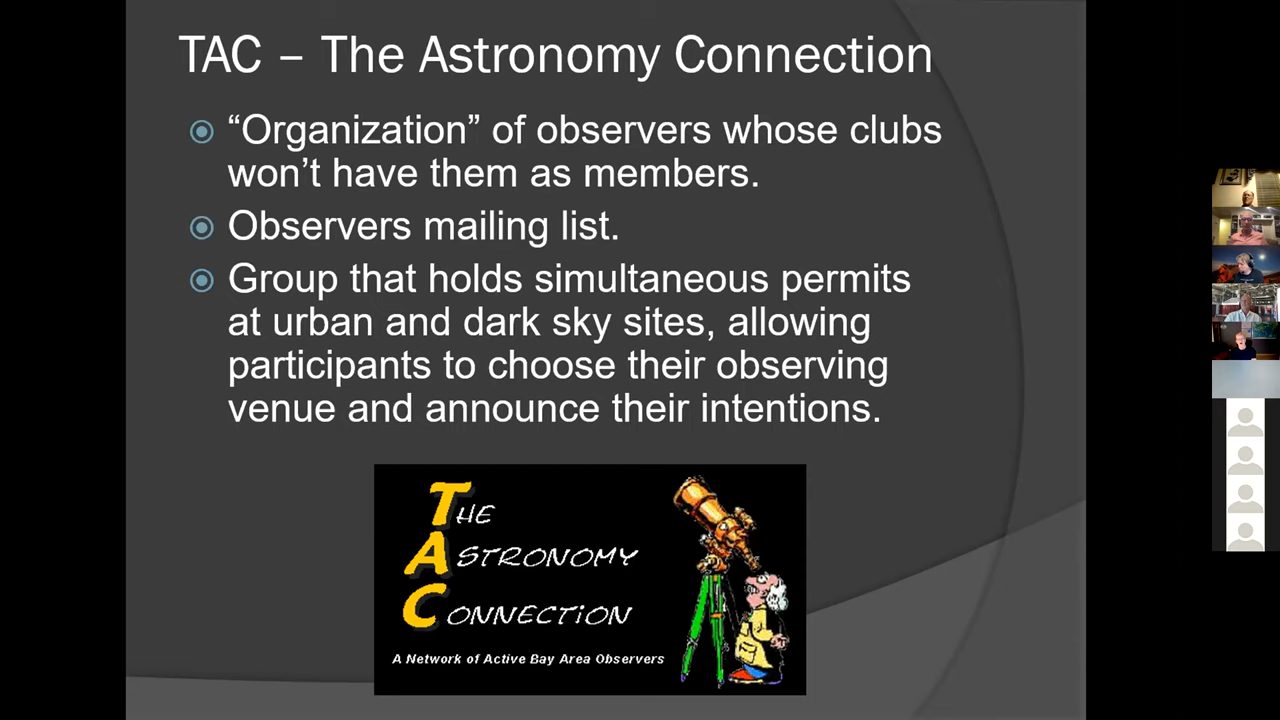 TAC – The Astronomy Connection
“Organization” of observers whose clubs
won’t have them as members.
Observers mailing list.
Group that holds simultaneous permits
at urban and dark sky sites, allowing
participants to choose their observing
venue and announce their intentions.
THE
ASTRONOMY
CONNECTION
A Network of Active Bay Area Observers